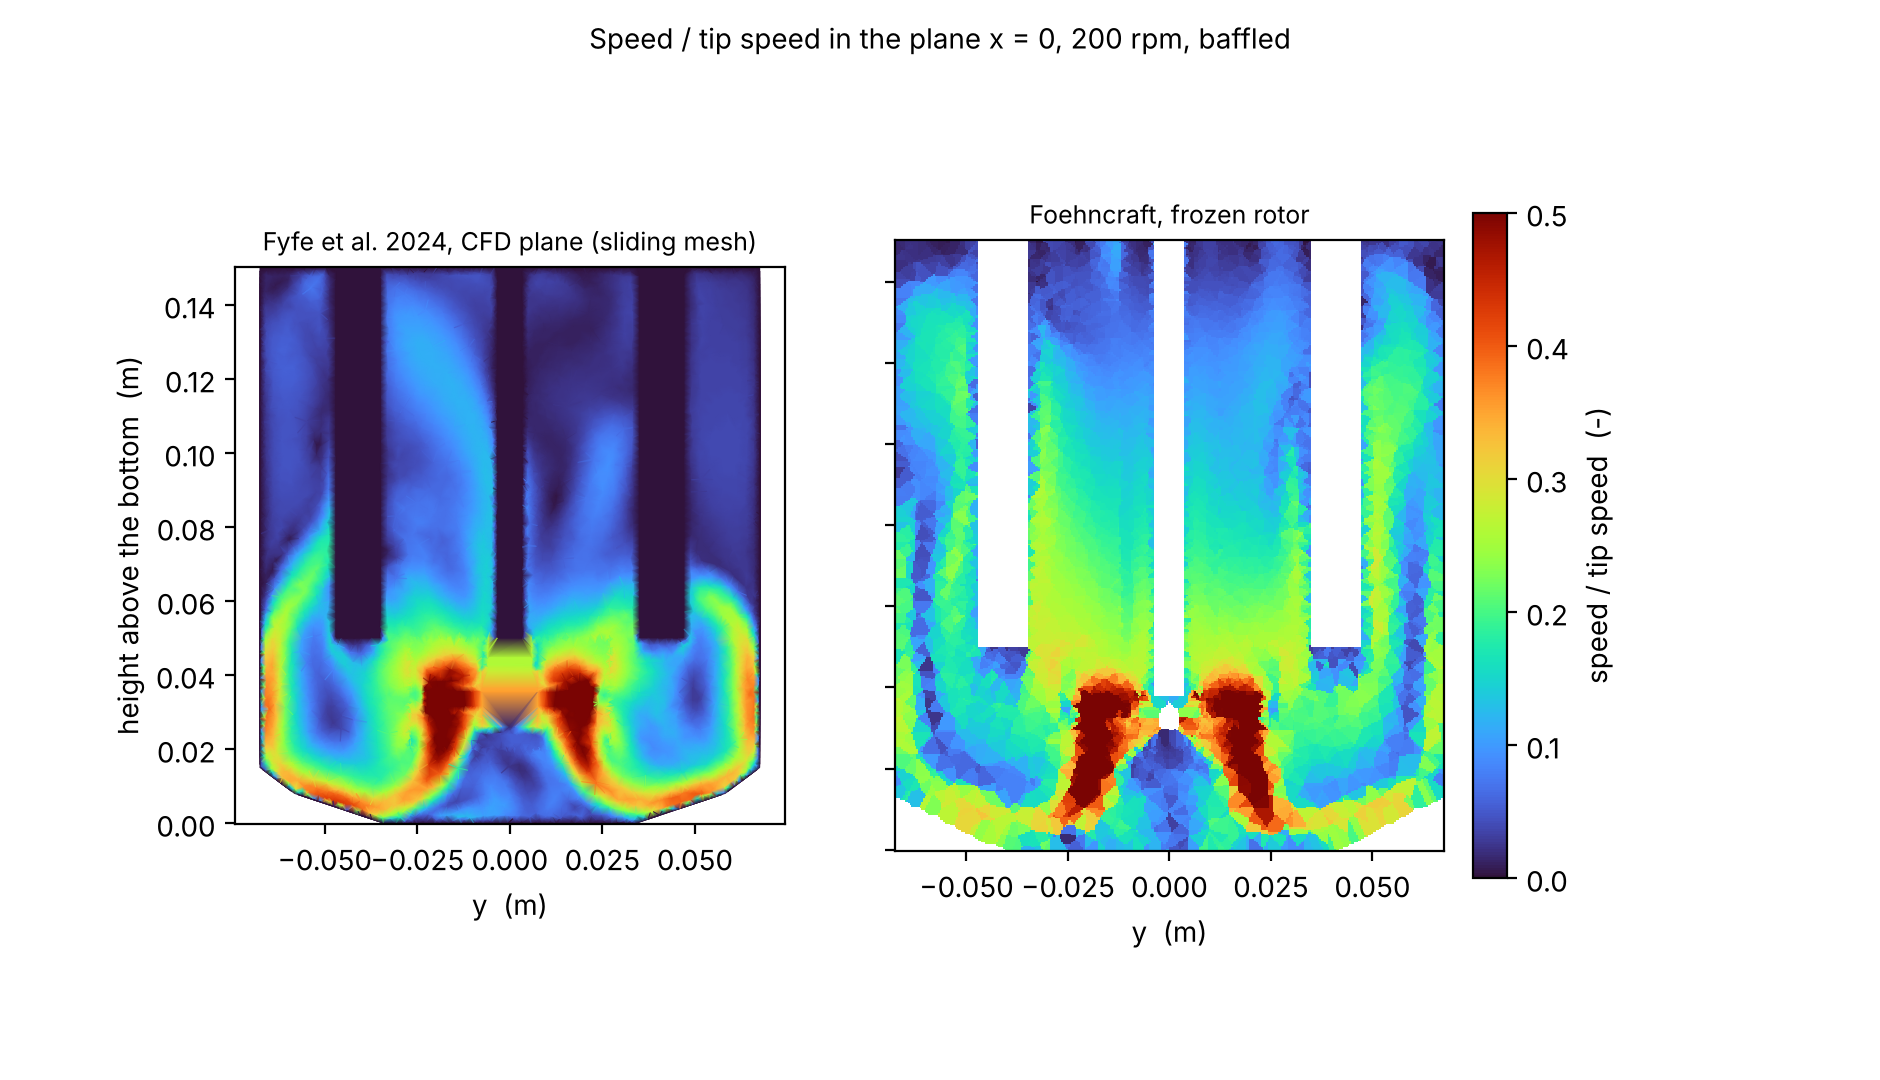 Speed / tip speed in the plane x = 0, 200 rpm, baffled
Fyfe et al. 2024, CFD plane (sliding mesh)
Foehncraft, frozen rotor
0.14
0.12
0.10
0.08
0.06
0.04
0.02
0.00
height above the bottom (m)
−0.050 −0.025 0.000 0.025 0.050
y (m)
−0.050 −0.025 0.000 0.025 0.050
y (m)
0.5
0.4
0.3
0.2
0.1
0.0
speed / tip speed (-)